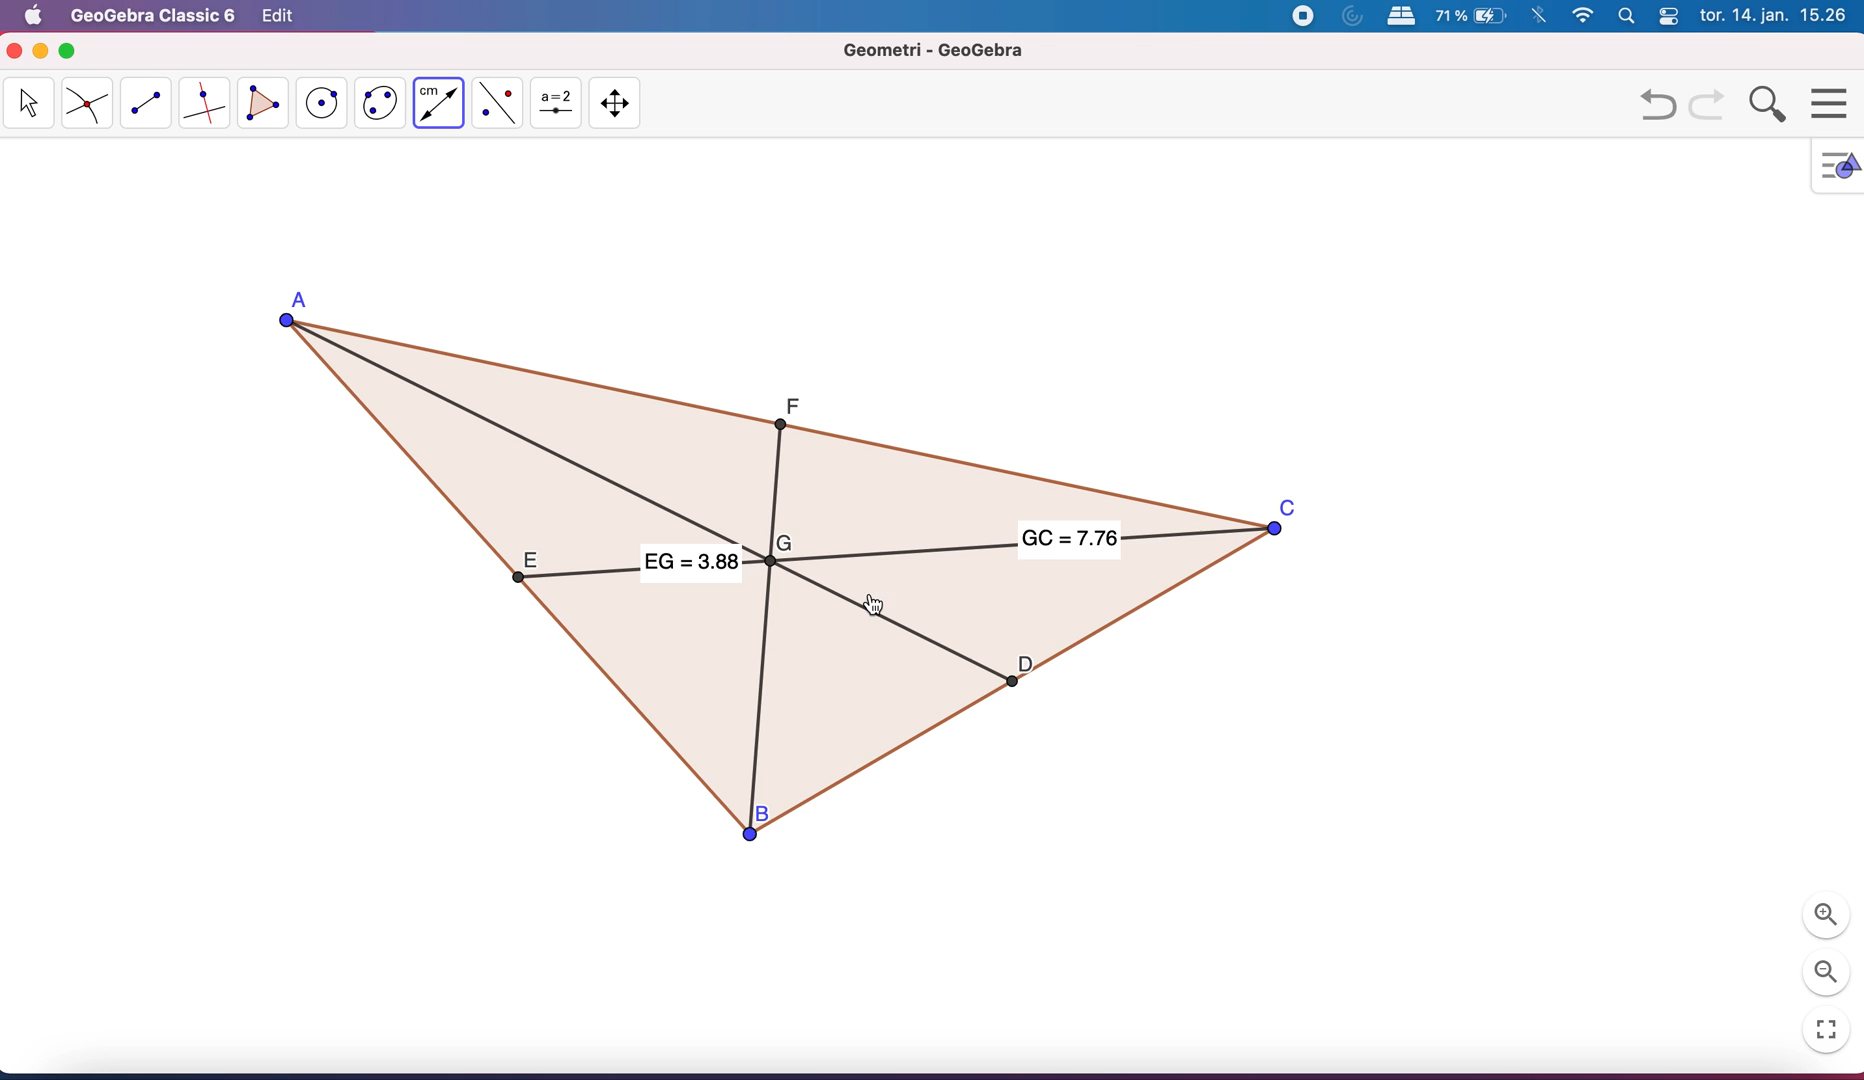 GeoGebra Classic 6 Edit 71 % tor. 14. jan. 15.26
Geometri - GeoGebra
cm a=2
A
F
C
G
GC = 7.76
E
EG = 3.88
D
B